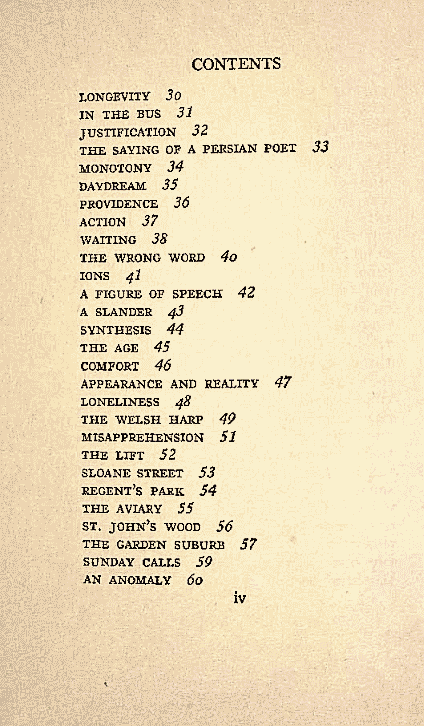 CONTENTS
LONGEVITY 30
IN THE BUS 31
JUSTIFICATION 32
THE SAYING OF A PERSIAN POET 33
MONOTONY 34
DAYDREAM 35
PROVIDENCE 36
ACTION 37
WAITING 38
THE WRONG WORD 40
IONS 41
A FIGURE OF SPEECH 42
A SLANDER 43
SYNTHESIS 44
THE AGE 45
COMFORT 46
APPEARANCE AND REALITY 47
LONELINESS 48
THE WELSH HARP 49
MISAPPREHENSION 51
THE LIFT 52
SLOANE STREET 53
REGENT'S PARK 54
THE AVIARY 55
ST. JOHN'S WOOD 56
THE GARDEN SUBURB 57
SUNDAY CALLS 59
AN ANOMALY 60
iv